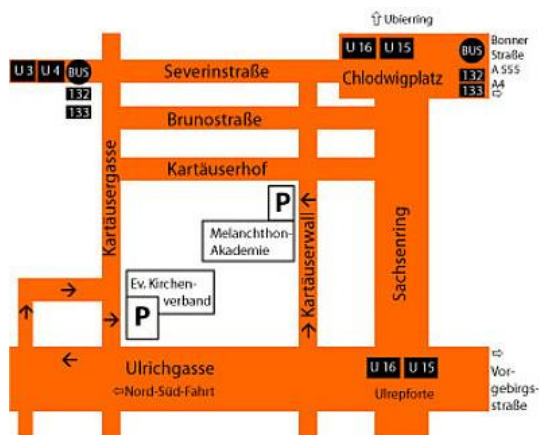 ⇧ Ubierring
U 16 U 15
BUS
Bonner
Straße
A 555
A4
⇨
132
133
Chlodwigplatz
U 3 U 4 BUS
132
133
Severinstraße
Brunostraße
Kartäuserhof
Kartäusergasse
P
←
Melanchthon-
Akademie
Kartäuserwall
↑
Sachsenring
→
↑
Ev. Kirchen-
verband
→
P
←
Ulrichgasse
⇦Nord-Süd-Fahrt
U 16 U 15
Ulrepforte
⇨
Vor-
gebirgs-
straße